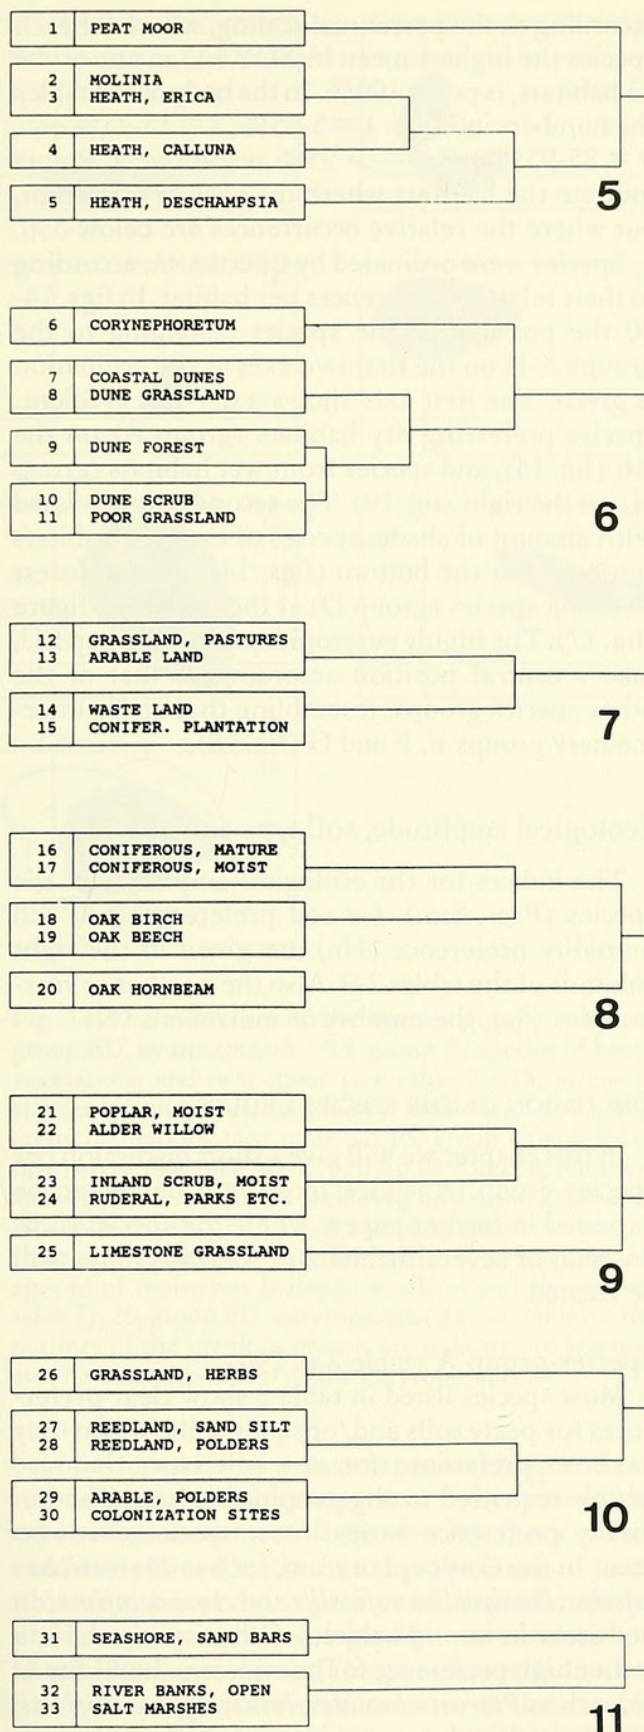 1 PEAT MOOR
2 MOLINIA
3 HEATH, ERICA
4 HEATH, CALLUNA
5 HEATH, DESCHAMPSIA
5
6 CORYNEPHORETUM
7 COASTAL DUNES
8 DUNE GRASSLAND
9 DUNE FOREST
10 DUNE SCRUB
11 POOR GRASSLAND
6
12 GRASSLAND, PASTURES
13 ARABLE LAND
14 WASTE LAND
15 CONIFER. PLANTATION
7
16 CONIFEROUS, MATURE
17 CONIFEROUS, MOIST
18 OAK BIRCH
19 OAK BEECH
20 OAK HORNBEAM
8
21 POPLAR, MOIST
22 ALDER WILLOW
23 INLAND SCRUB, MOIST
24 RUDERAL, PARKS ETC.
25 LIMESTONE GRASSLAND
9
26 GRASSLAND, HERBS
27 REEDLAND, SAND SILT
28 REEDLAND, POLDERS
29 ARABLE, POLDERS
30 COLONIZATION SITES
10
31 SEASHORE, SAND BARS
32 RIVER BANKS, OPEN
33 SALT MARSHES
11